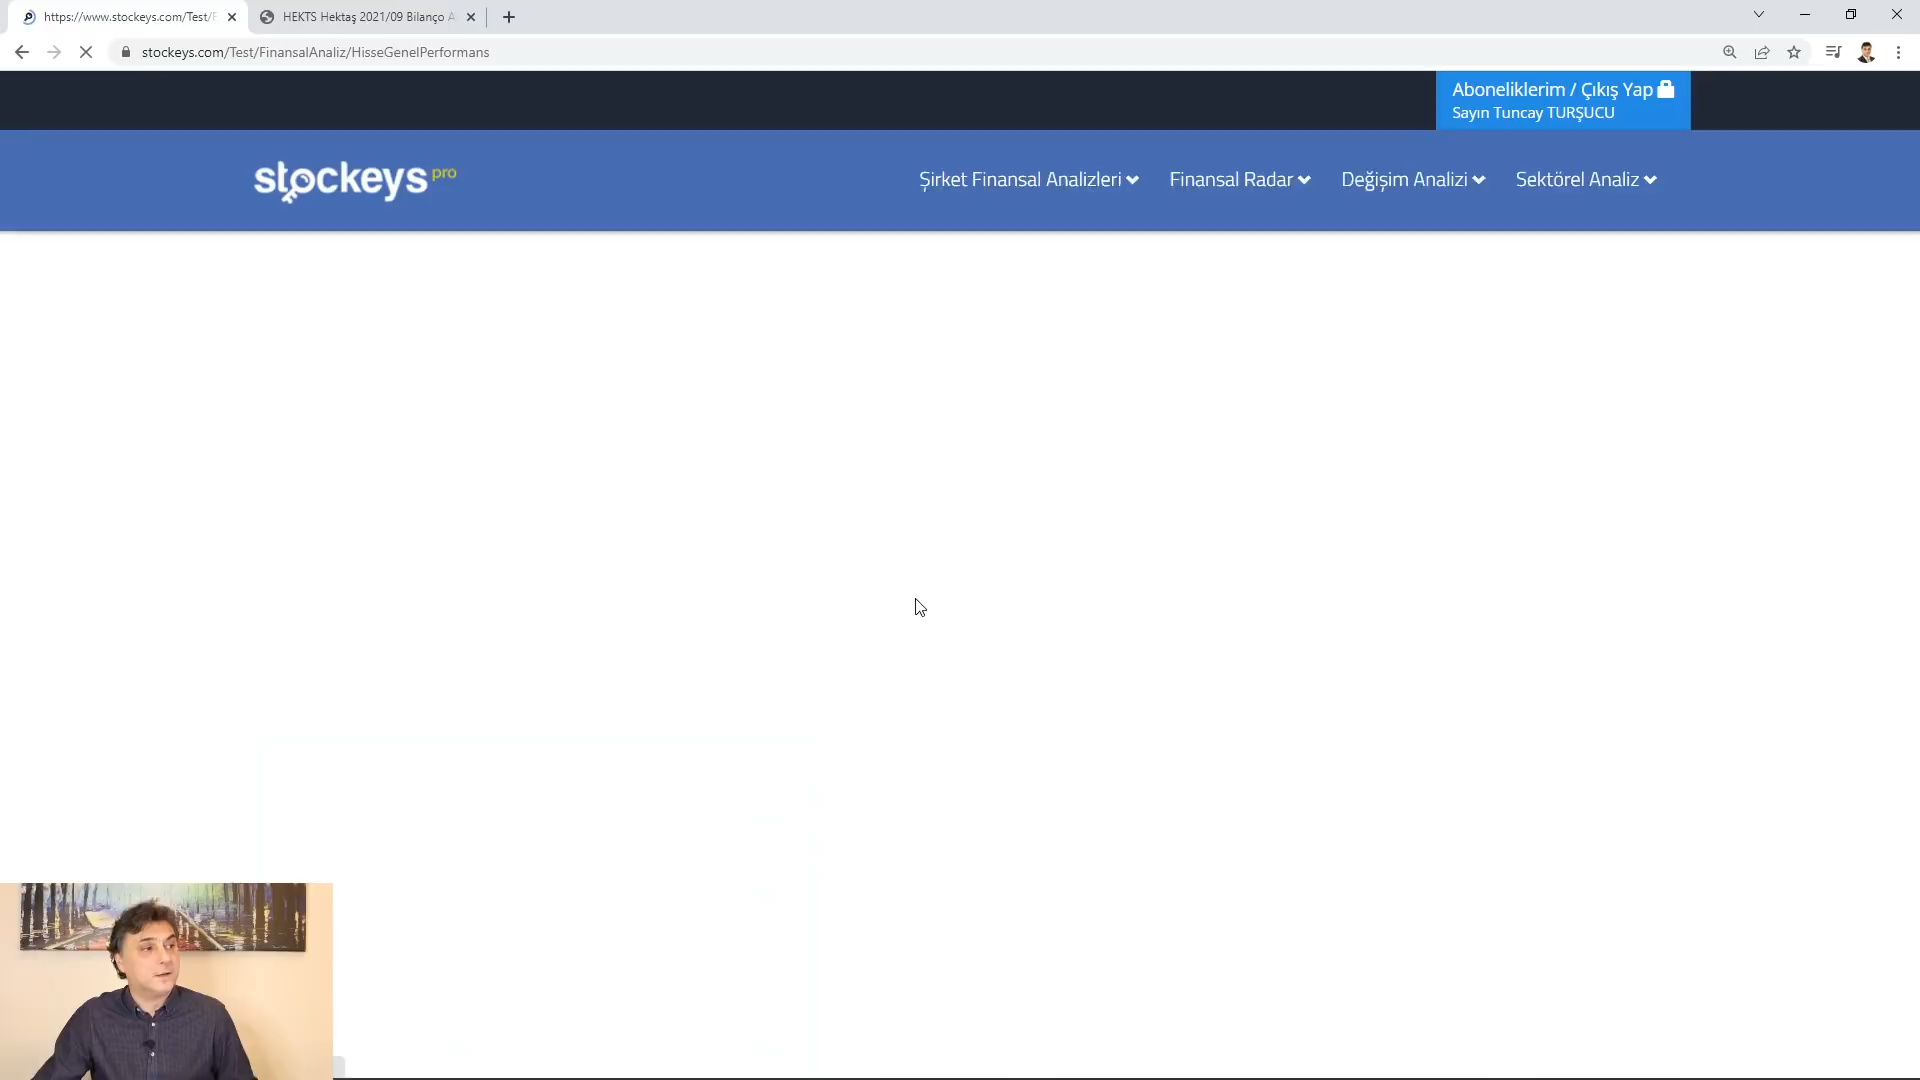 https://www.stockeys.com/Test/F
HEKTS Hektaş 2021/09 Bilanço A
stockeys.com/Test/FinansalAnaliz/HisseGenelPerformans
Aboneliklerim / Çıkış Yap
Sayın Tuncay TURŞUCU
stockeys pro
Şirket Finansal Analizleri
Finansal Radar
Değişim Analizi
Sektörel Analiz